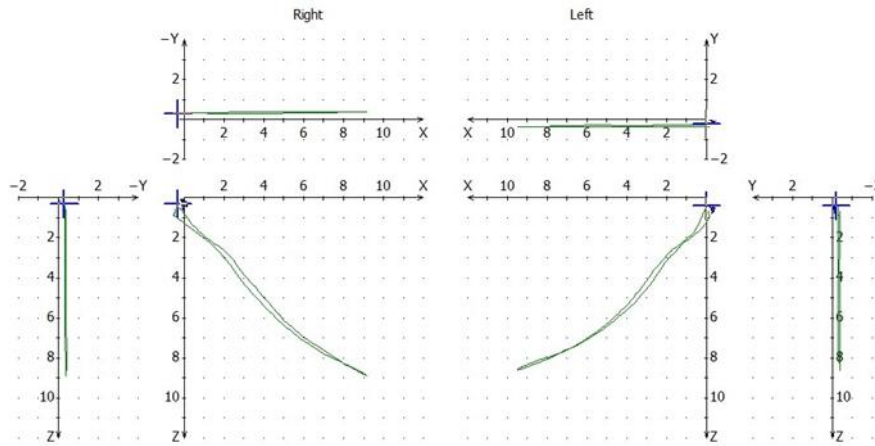 Right Left
−Y −Y
2 2
2 4 6 8 10 X X 10 8 6 4 2
−2 −2
−2 2 −Y 2 4 6 8 10 X X 10 8 6 4 2 Y 2
2 2 2 2
4 4 4 4
6 6 6 6
8 8 8 8
10 10 10 10
Z Z Z Z